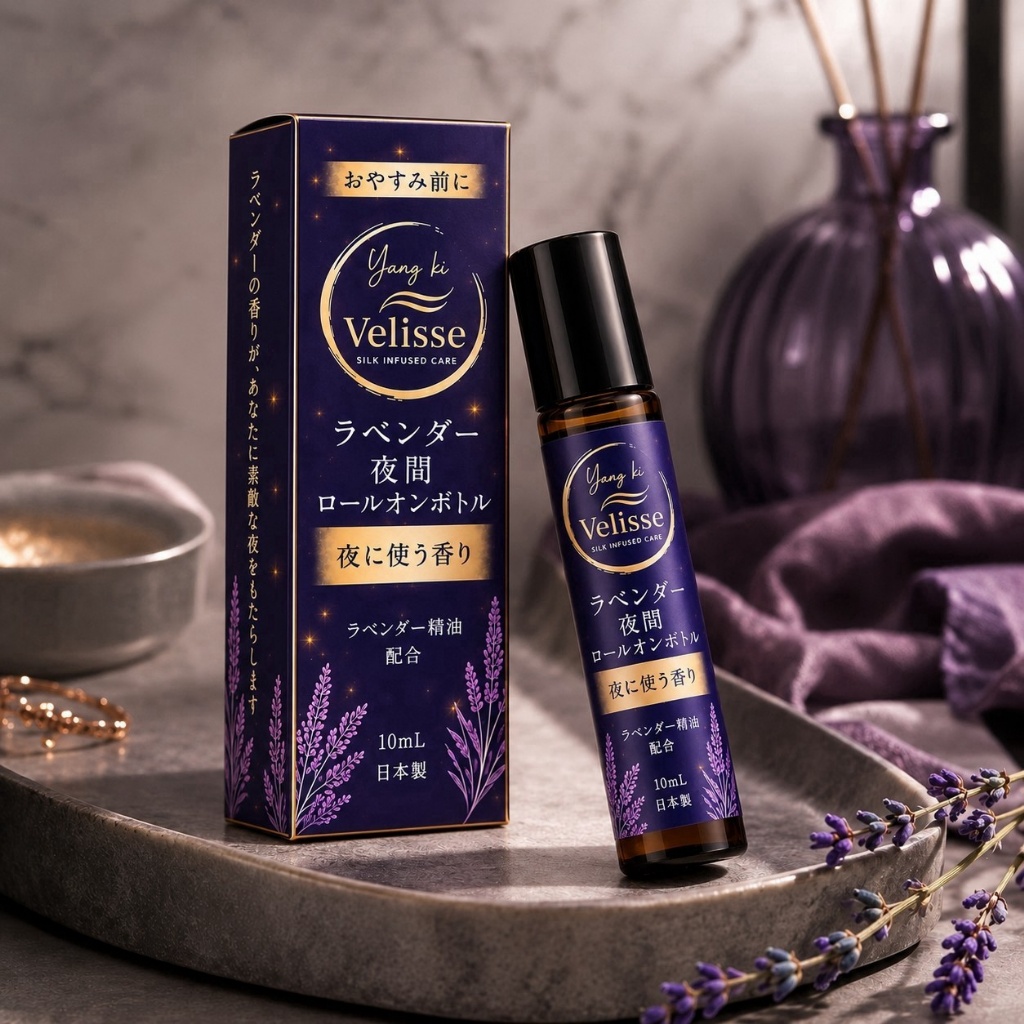 おやすみ前に
Yang ki
Velisse
SILK INFUSED CARE
ラベンダー
夜間
ロールオンボトル
夜に使う香り
ラベンダー精油
配合
10mL
日本製
ラベンダーの香りが、あなたに素敵な夜をもたらします
Yang ki
Velisse
SILK INFUSED CARE
ラベンダー
夜間
ロールオンボトル
夜に使う香り
ラベンダー精油
配合
10mL
日本製